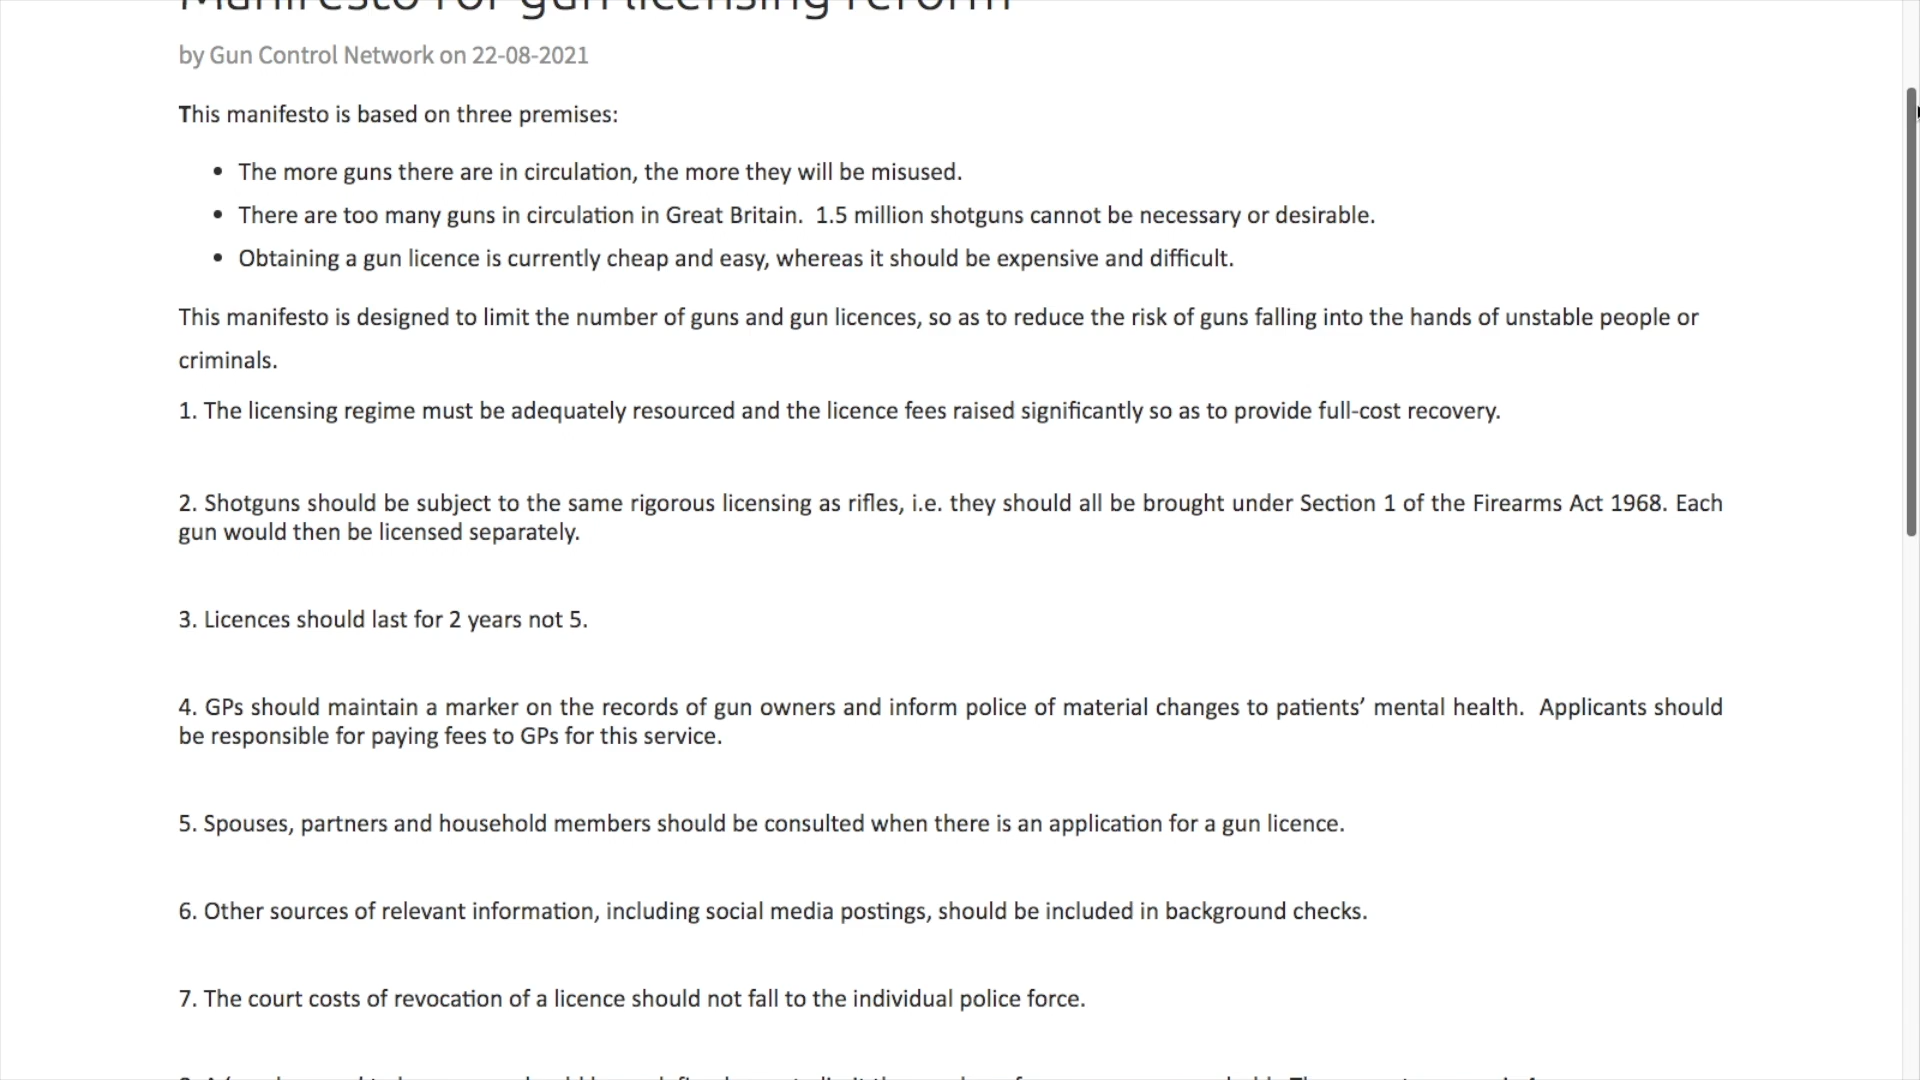 Manifesto for gun licensing reform
by Gun Control Network on 22-08-2021
This manifesto is based on three premises:
• The more guns there are in circulation, the more they will be misused.
• There are too many guns in circulation in Great Britain.  1.5 million shotguns cannot be necessary or desirable.
• Obtaining a gun licence is currently cheap and easy, whereas it should be expensive and difficult.
This manifesto is designed to limit the number of guns and gun licences, so as to reduce the risk of guns falling into the hands of unstable people or
criminals.
1. The licensing regime must be adequately resourced and the licence fees raised significantly so as to provide full-cost recovery.
2. Shotguns should be subject to the same rigorous licensing as rifles, i.e. they should all be brought under Section 1 of the Firearms Act 1968. Each
gun would then be licensed separately.
3. Licences should last for 2 years not 5.
4. GPs should maintain a marker on the records of gun owners and inform police of material changes to patients’ mental health.  Applicants should
be responsible for paying fees to GPs for this service.
5. Spouses, partners and household members should be consulted when there is an application for a gun licence.
6. Other sources of relevant information, including social media postings, should be included in background checks.
7. The court costs of revocation of a licence should not fall to the individual police force.